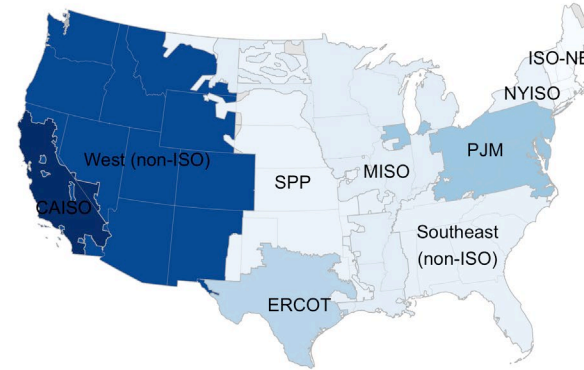 ISO-NE
NYISO
West (non-ISO)
PJM
SPP
MISO
CAISO
Southeast
(non-ISO)
ERCOT